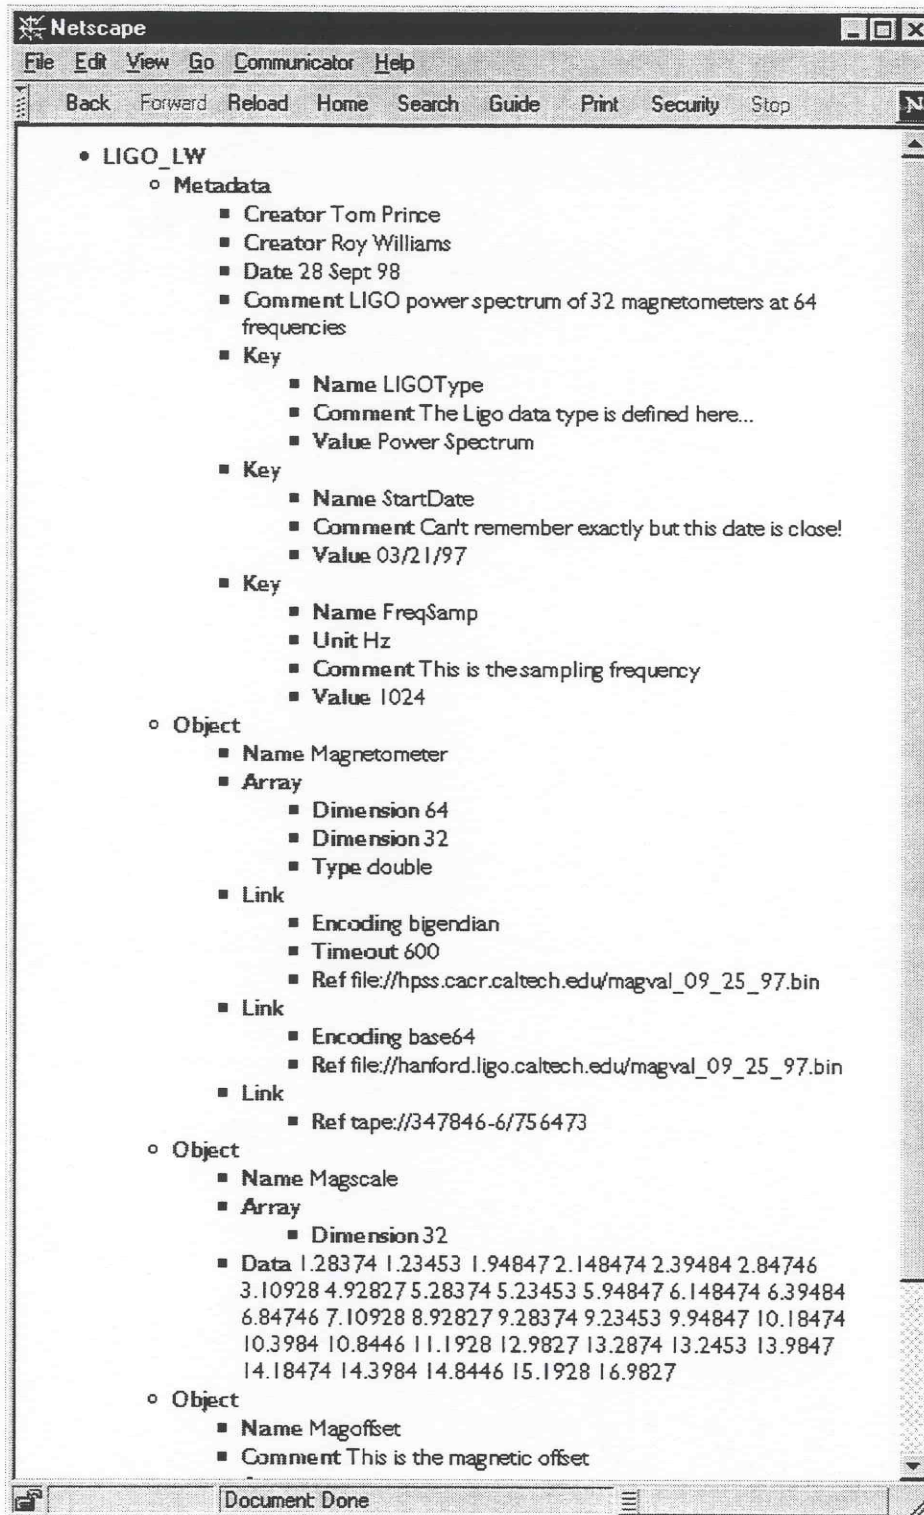 Netscape
File Edit View Go Communicator Help
Back Forward Reload Home Search Guide Print Security Stop N
• LIGO_LW
○ Metadata
■ Creator Tom Prince
■ Creator Roy Williams
■ Date 28 Sept 98
■ Comment LIGO power spectrum of 32 magnetometers at 64
frequencies
■ Key
■ Name LIGOType
■ Comment The Ligo data type is defined here...
■ Value Power Spectrum
■ Key
■ Name StartDate
■ Comment Can't remember exactly but this date is close!
■ Value 03/21/97
■ Key
■ Name FreqSamp
■ Unit Hz
■ Comment This is the sampling frequency
■ Value 1024
○ Object
■ Name Magnetometer
■ Array
■ Dimension 64
■ Dimension 32
■ Type double
■ Link
■ Encoding bigendian
■ Timeout 600
■ Ref file://hpss.cacr.caltech.edu/magval_09_25_97.bin
■ Link
■ Encoding base64
■ Ref file://hanford.ligo.caltech.edu/magval_09_25_97.bin
■ Link
■ Ref tape://347846-6/756473
○ Object
■ Name Magscale
■ Array
■ Dimension 32
■ Data 1.28374 1.23453 1.94847 2.148474 2.39484 2.84746
3.10928 4.92827 5.28374 5.23453 5.94847 6.148474 6.39484
6.84746 7.10928 8.92827 9.28374 9.23453 9.94847 10.18474
10.3984 10.8446 11.1928 12.9827 13.2874 13.2453 13.9847
14.18474 14.3984 14.8446 15.1928 16.9827
○ Object
■ Name Magoffset
■ Comment This is the magnetic offset
Document: Done